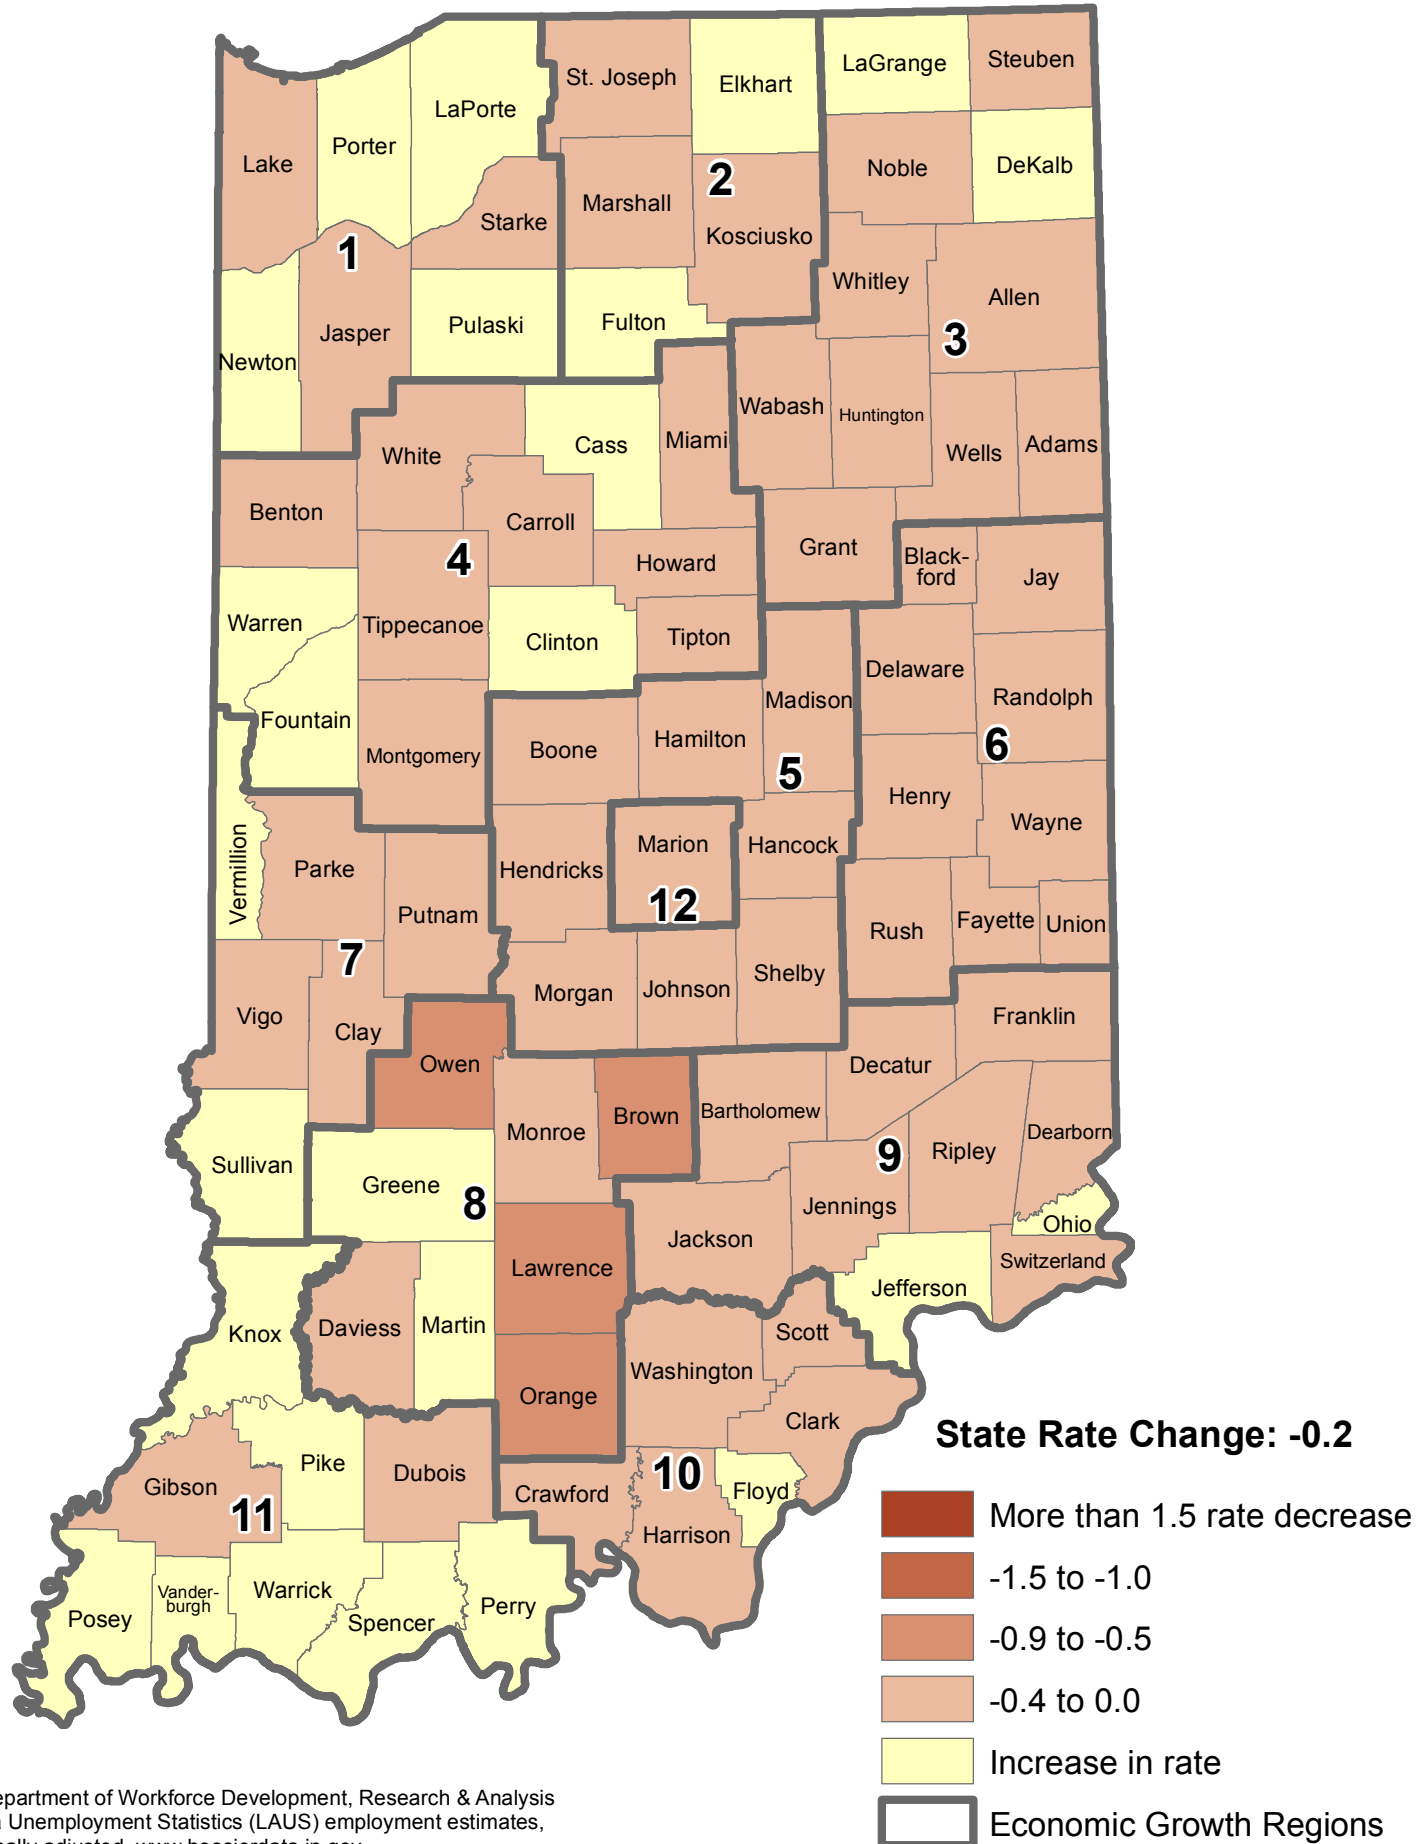 St. Joseph
Elkhart
LaGrange
Steuben
LaPorte
Porter
Lake
Noble
DeKalb
2
Marshall
Starke
Kosciusko
1
Whitley
Allen
Jasper
Pulaski
Fulton
3
Newton
Wabash
Huntington
Miami
Cass
White
Wells
Adams
Benton
Carroll
Grant
4
Howard
Black-
ford
Jay
Warren
Tippecanoe
Clinton
Tipton
Delaware
Randolph
Madison
Fountain
Boone
Hamilton
6
Montgomery
5
Henry
Wayne
Marion
Hancock
Vermillion
Parke
Hendricks
12
Putnam
Rush
Fayette
Union
7
Morgan
Johnson
Shelby
Vigo
Clay
Franklin
Owen
Decatur
Brown
Bartholomew
Monroe
Dearborn
Sullivan
9
Ripley
Greene
8
Jennings
Ohio
Jackson
Switzerland
Lawrence
Jefferson
Knox
Daviess
Martin
Scott
Washington
Orange
Clark
State Rate Change: -0.2
Pike
Dubois
10
Gibson
Crawford
Floyd
11
Harrison
More than 1.5 rate decrease
-1.5 to -1.0
Warrick
Vander-
burgh
Perry
Posey
Spencer
-0.9 to -0.5
-0.4 to 0.0
Increase in rate
Economic Growth Regions
Department of Workforce Development, Research & Analysis
Unemployment Statistics (LAUS) employment estimates,